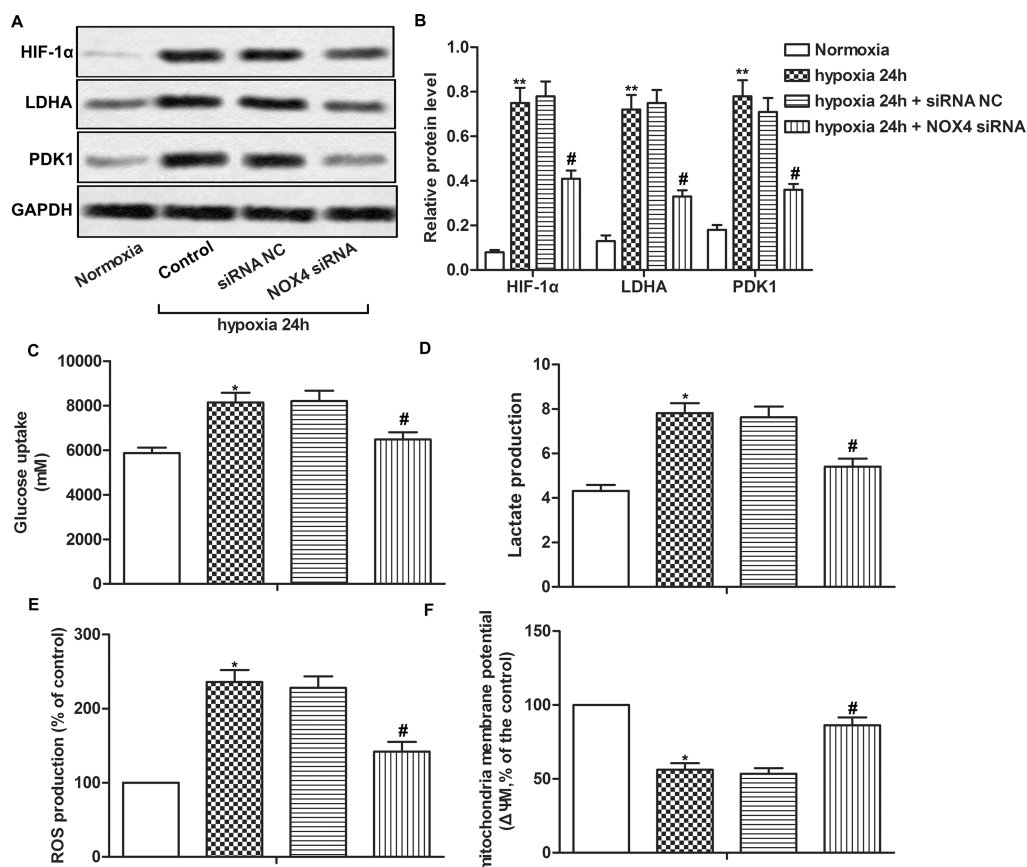 A
HIF-1α
LDHA
PDK1
GAPDH
Normoxia
Control
siRNA NC
NOX4 siRNA
hypoxia 24h
B
Relative protein level
1.0
0.8
0.6
0.4
0.2
0.0
**
#
**
#
**
#
HIF-1α
LDHA
PDK1
Normoxia
hypoxia 24h
hypoxia 24h + siRNA NC
hypoxia 24h + NOX4 siRNA
C
Glucose uptake
(mM)
10000
8000
6000
4000
2000
0
*
#
D
Lactate production
10
8
6
4
2
0
*
#
E
ROS production (% of control)
300
200
100
0
*
#
F
mitochondria membrane potential
(ΔΨM,% of the control)
150
100
50
0
*
#